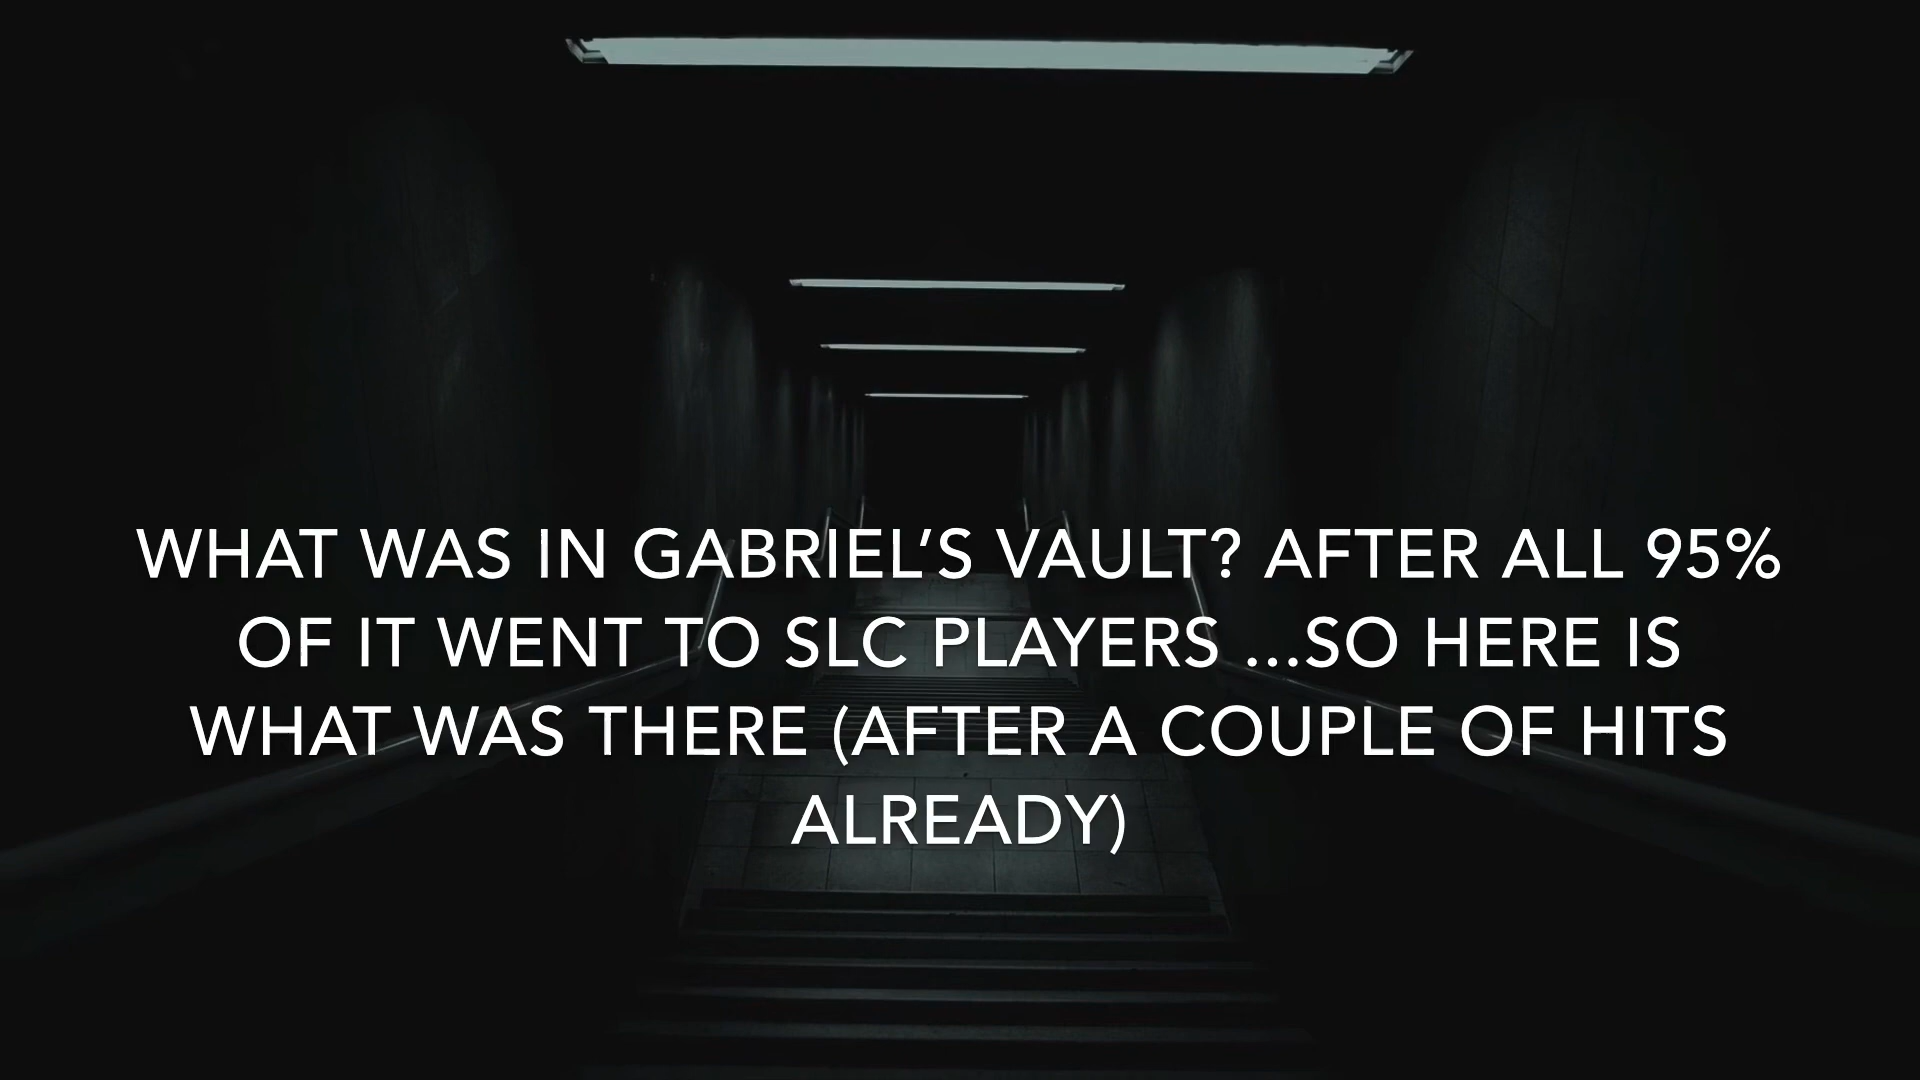 WHAT WAS IN GABRIEL’S VAULT? AFTER ALL 95%
OF IT WENT TO SLC PLAYERS …SO HERE IS
WHAT WAS THERE (AFTER A COUPLE OF HITS
ALREADY)